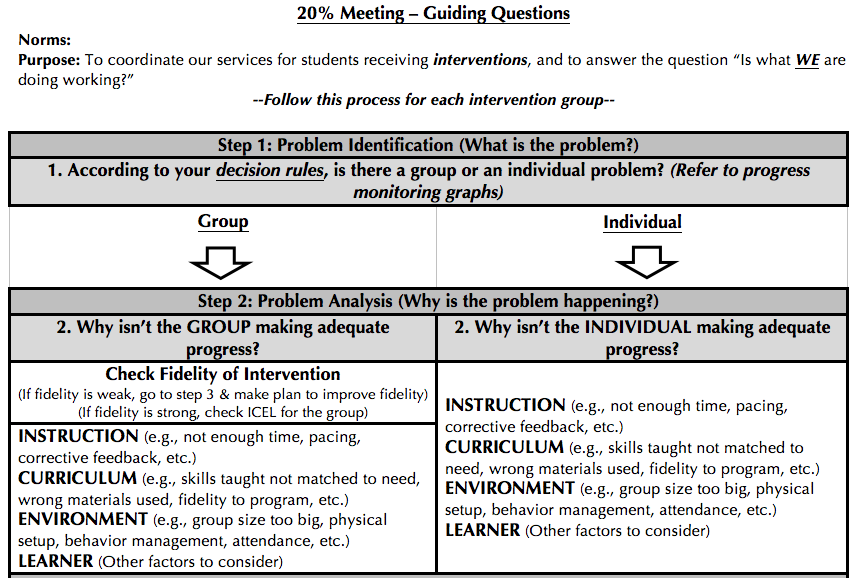 20% Meeting – Guiding Questions
Norms:
Purpose: To coordinate our services for students receiving interventions, and to answer the question “Is what WE are
doing working?”
--Follow this process for each intervention group--
Step 1: Problem Identification (What is the problem?)
1. According to your decision rules, is there a group or an individual problem? (Refer to progress
monitoring graphs)
Group
Individual
Step 2: Problem Analysis (Why is the problem happening?)
2. Why isn’t the GROUP making adequate
progress?
Check Fidelity of Intervention
(If fidelity is weak, go to step 3 & make plan to improve fidelity)
(If fidelity is strong, check ICEL for the group)
INSTRUCTION (e.g., not enough time, pacing,
corrective feedback, etc.)
CURRICULUM (e.g., skills taught not matched to need,
wrong materials used, fidelity to program, etc.)
ENVIRONMENT (e.g., group size too big, physical
setup, behavior management, attendance, etc.)
LEARNER (Other factors to consider)
2. Why isn’t the INDIVIDUAL making adequate
progress?
INSTRUCTION (e.g., not enough time, pacing,
corrective feedback, etc.)
CURRICULUM (e.g., skills taught not matched to
need, wrong materials used, fidelity to program, etc.)
ENVIRONMENT (e.g., group size too big, physical
setup, behavior management, attendance, etc.)
LEARNER (Other factors to consider)